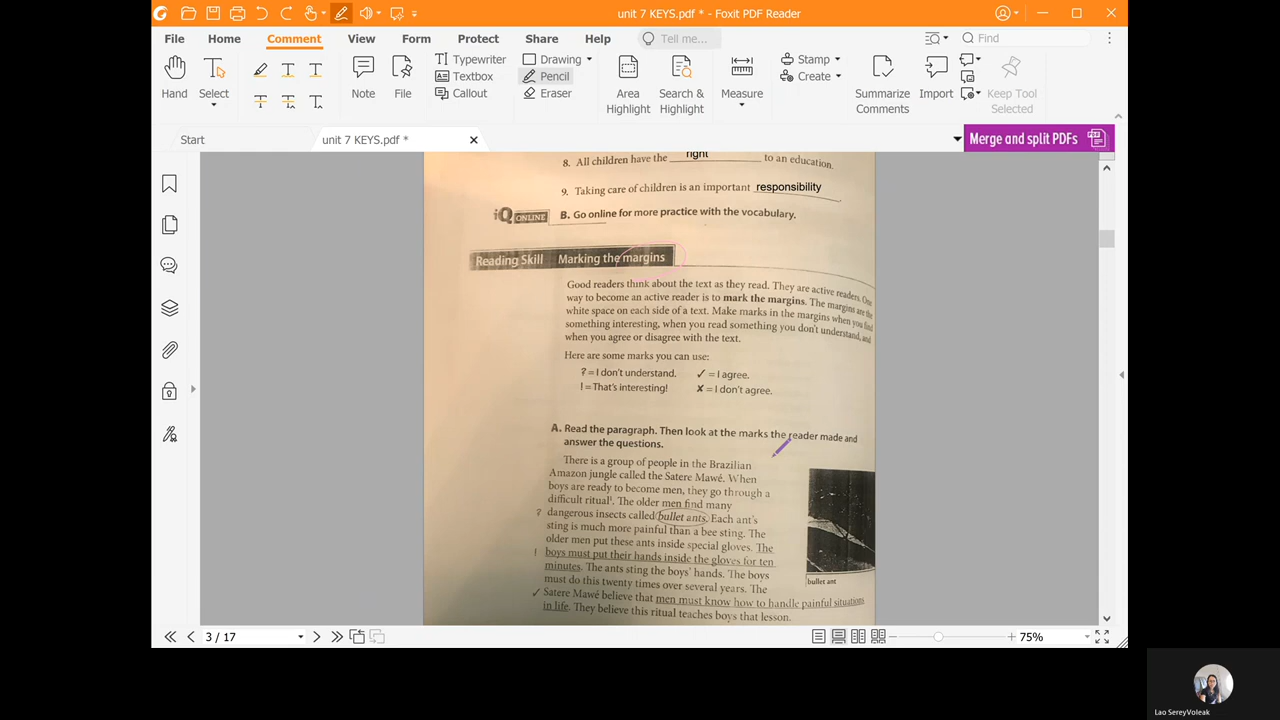 unit 7 KEYS.pdf * - Foxit PDF Reader
File Home Comment View Form Protect Share Help Tell me... Find
Hand
Select
Note
File
Typewriter
Textbox
Callout
Drawing
Pencil
Eraser
Area Highlight
Search & Highlight
Measure
Stamp
Create
Summarize Comments
Import
Keep Tool Selected
Start
unit 7 KEYS.pdf *
Merge and split PDFs
8. All children have the right to an education.
9. Taking care of children is an important responsibility
iQ ONLINE B. Go online for more practice with the vocabulary.
Reading Skill Marking the margins
Good readers think about the text as they read. They are active readers. One
way to become an active reader is to mark the margins. The margins are the
white space on each side of a text. Make marks in the margins when you find
something interesting, when you read something you don't understand, and
when you agree or disagree with the text.
Here are some marks you can use:
? = I don't understand. ✓ = I agree.
! = That's interesting! ✘ = I don't agree.
A. Read the paragraph. Then look at the marks the reader made and
answer the questions.
There is a group of people in the Brazilian
Amazon jungle called the Satere Mawé. When
boys are ready to become men, they go through a
difficult ritual¹. The older men find many
? dangerous insects called bullet ants. Each ant's
sting is much more painful than a bee sting. The
older men put these ants inside special gloves. The
! boys must put their hands inside the gloves for ten
minutes. The ants sting the boys' hands. The boys
must do this twenty times over several years. The
✓ Satere Mawé believe that men must know how to handle painful situations
in life. They believe this ritual teaches boys that lesson.
bullet ant
3 / 17
75%
Lao SereyVoleak